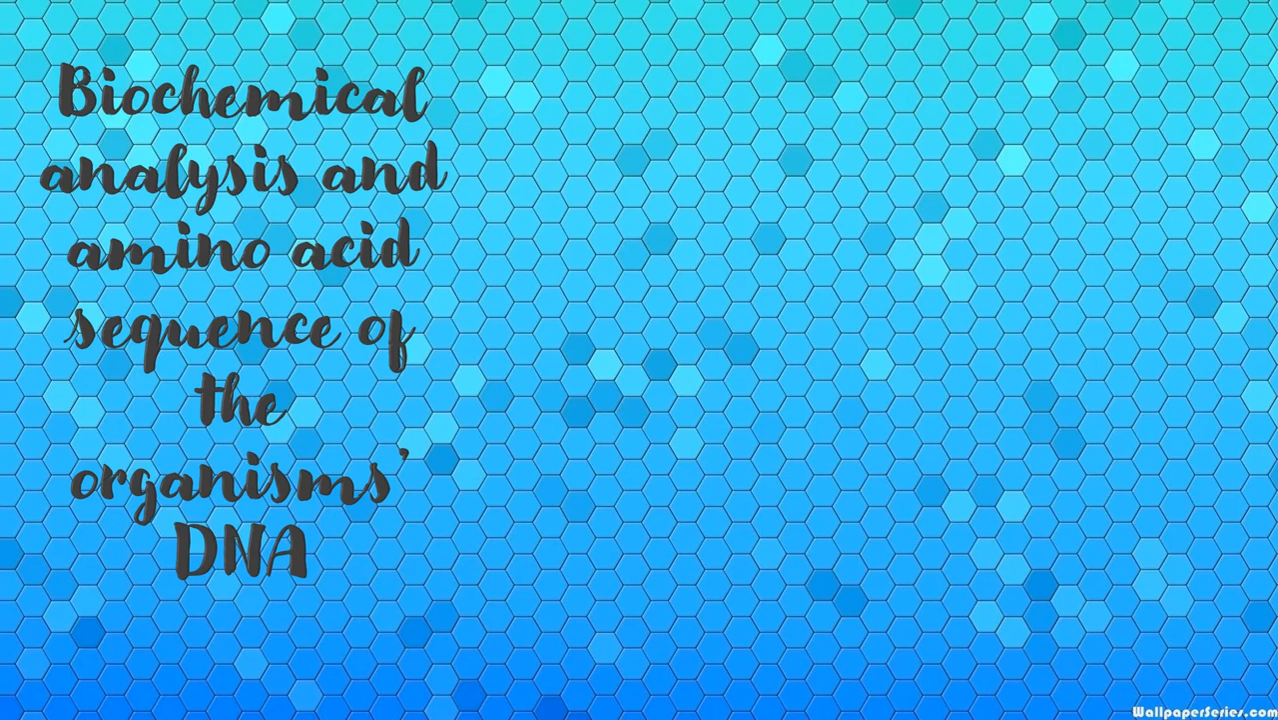 Biochemical
analysis and
amino acid
sequence of
the
organisms’
DNA
WallpaperSeries.com